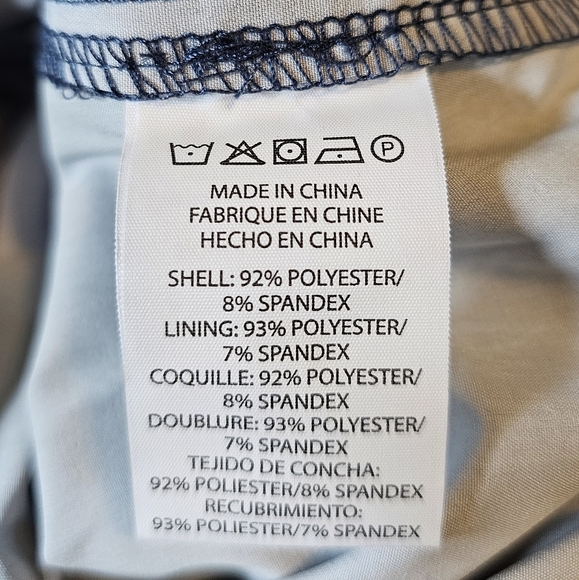 P
MADE IN CHINA
FABRIQUE EN CHINE
HECHO EN CHINA
SHELL: 92% POLYESTER/
8% SPANDEX
LINING: 93% POLYESTER/
7% SPANDEX
COQUILLE: 92% POLYESTER/
8% SPANDEX
DOUBLURE: 93% POLYESTER/
7% SPANDEX
TEJIDO DE CONCHA:
92% POLIESTER/8% SPANDEX
RECUBRIMIENTO:
93% POLIESTER/7% SPANDEX